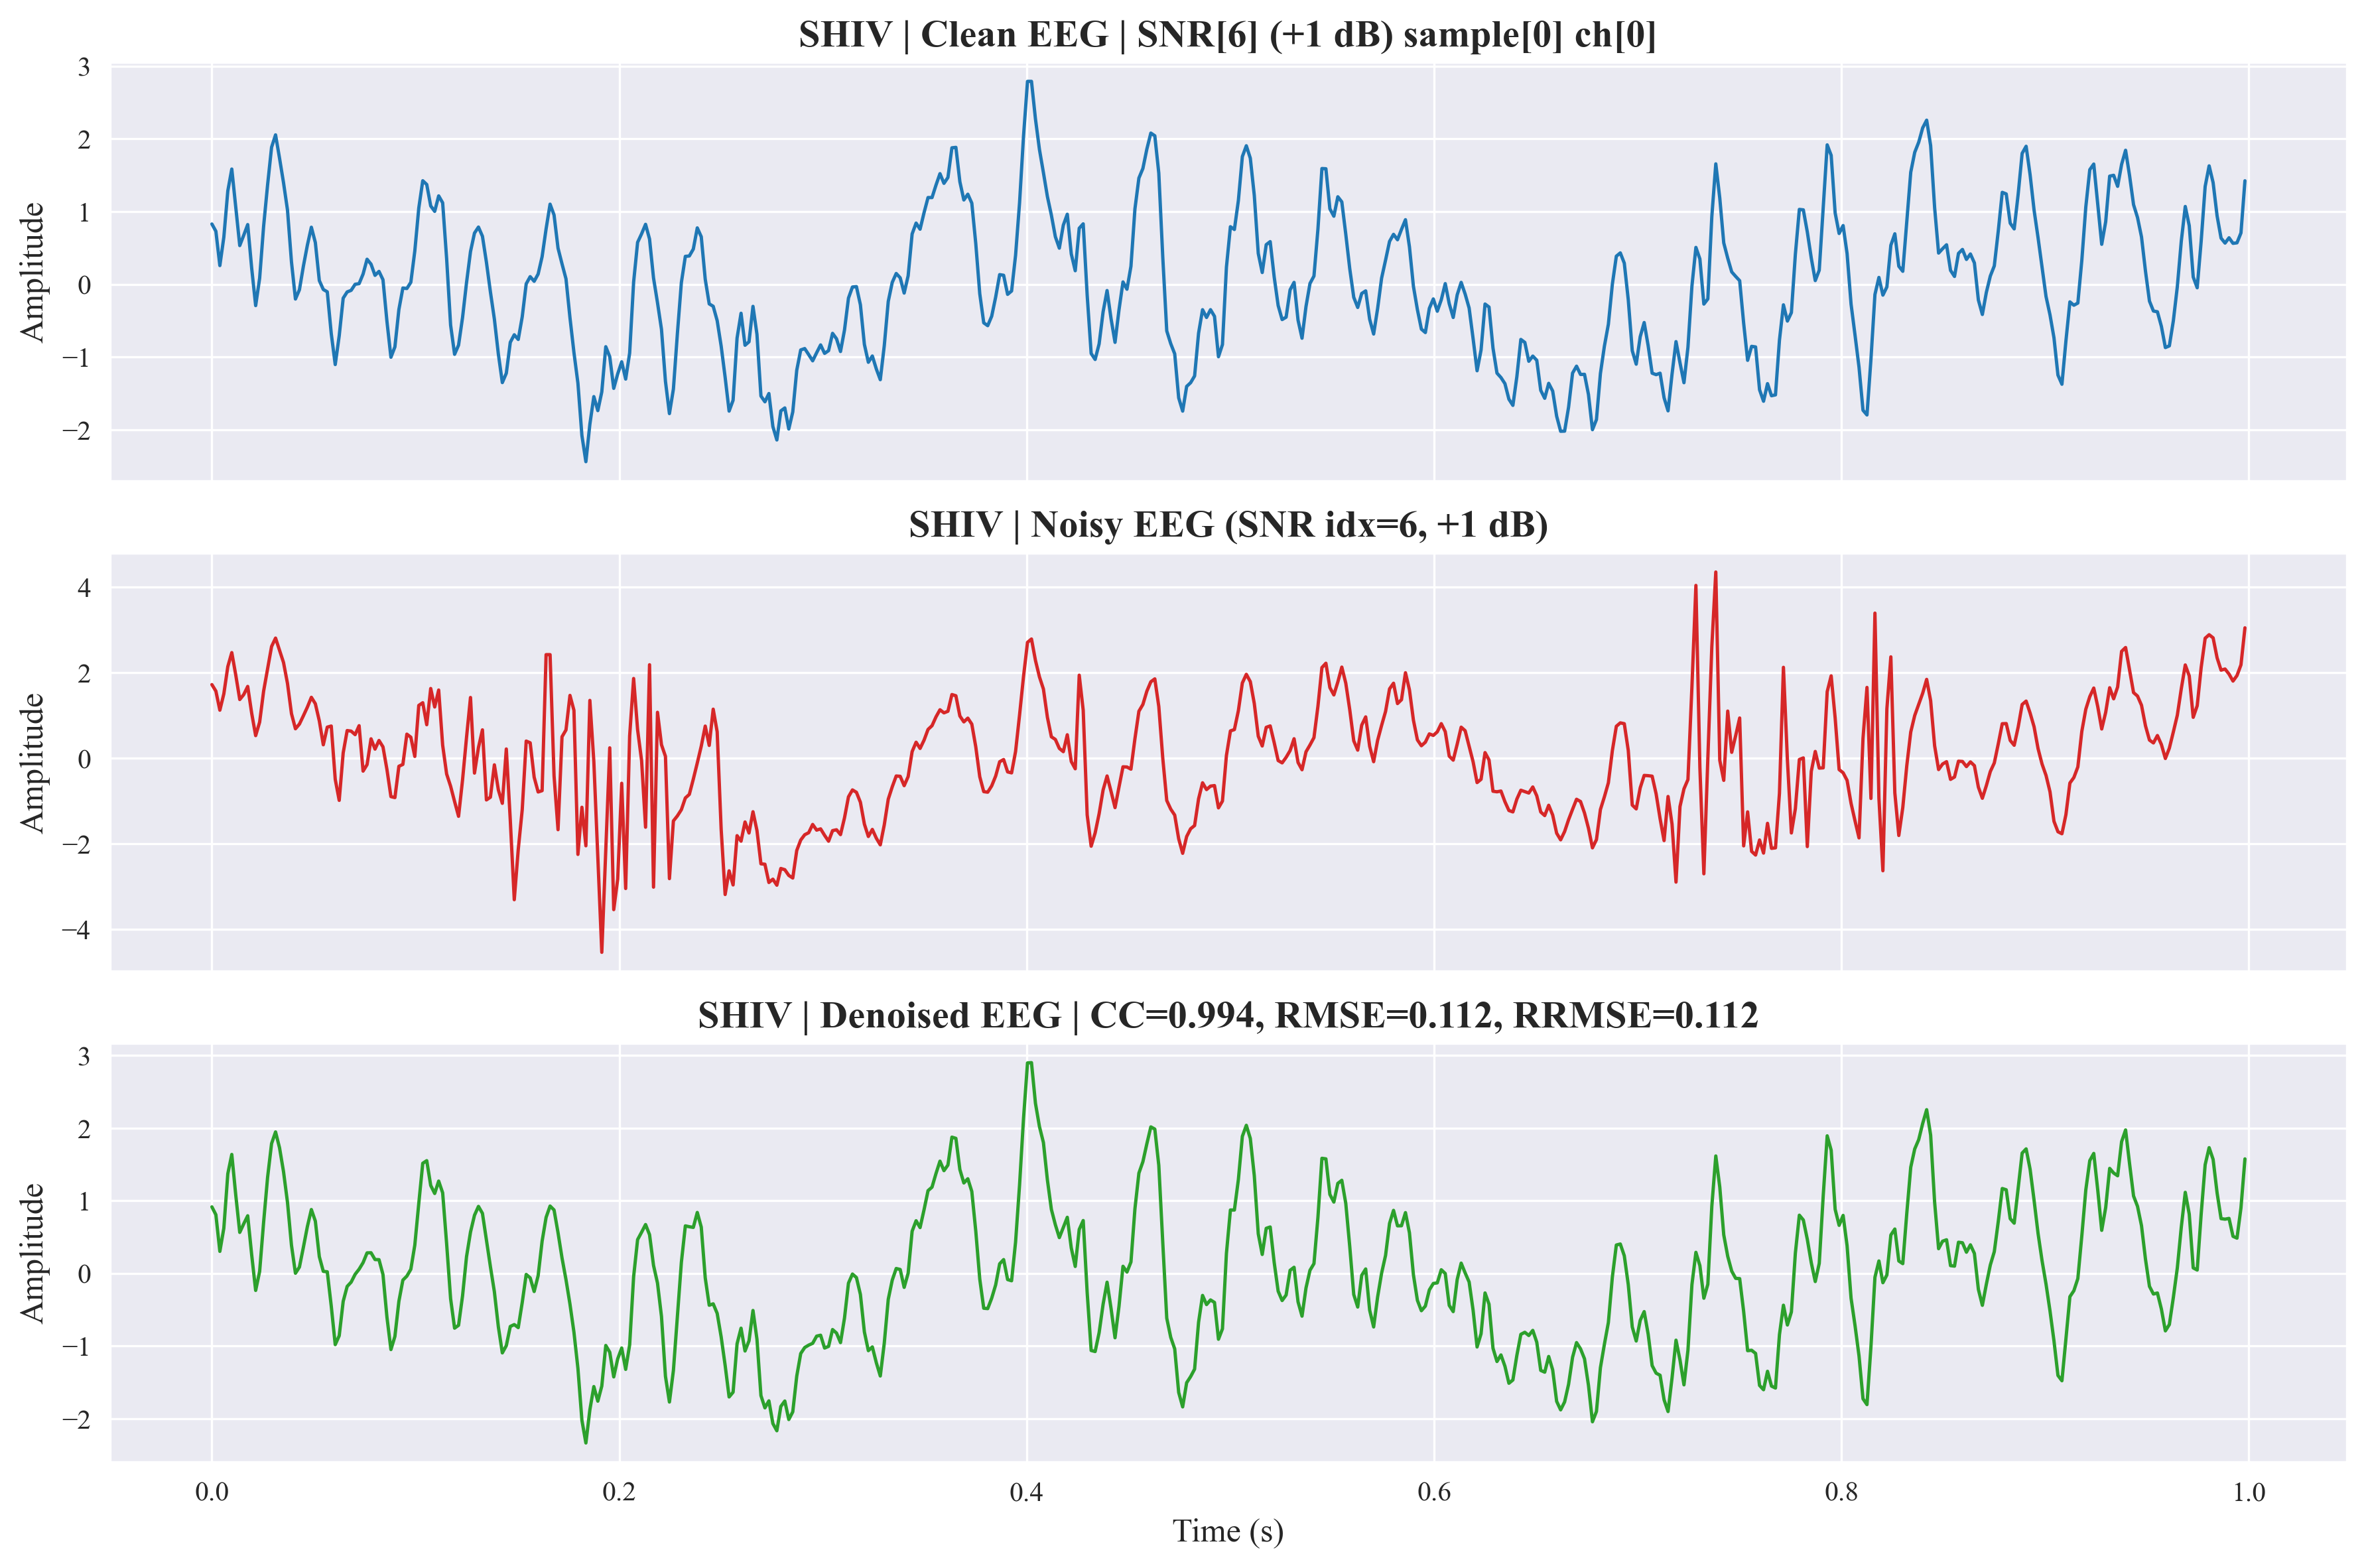 SHIV | Clean EEG | SNR[6] (+1 dB) sample[0] ch[0]
3
2
1
0
−1
−2
Amplitude
SHIV | Noisy EEG (SNR idx=6, +1 dB)
4
2
0
−2
−4
Amplitude
SHIV | Denoised EEG | CC=0.994, RMSE=0.112, RRMSE=0.112
3
2
1
0
−1
−2
Amplitude
0.0 0.2 0.4 0.6 0.8 1.0
Time (s)